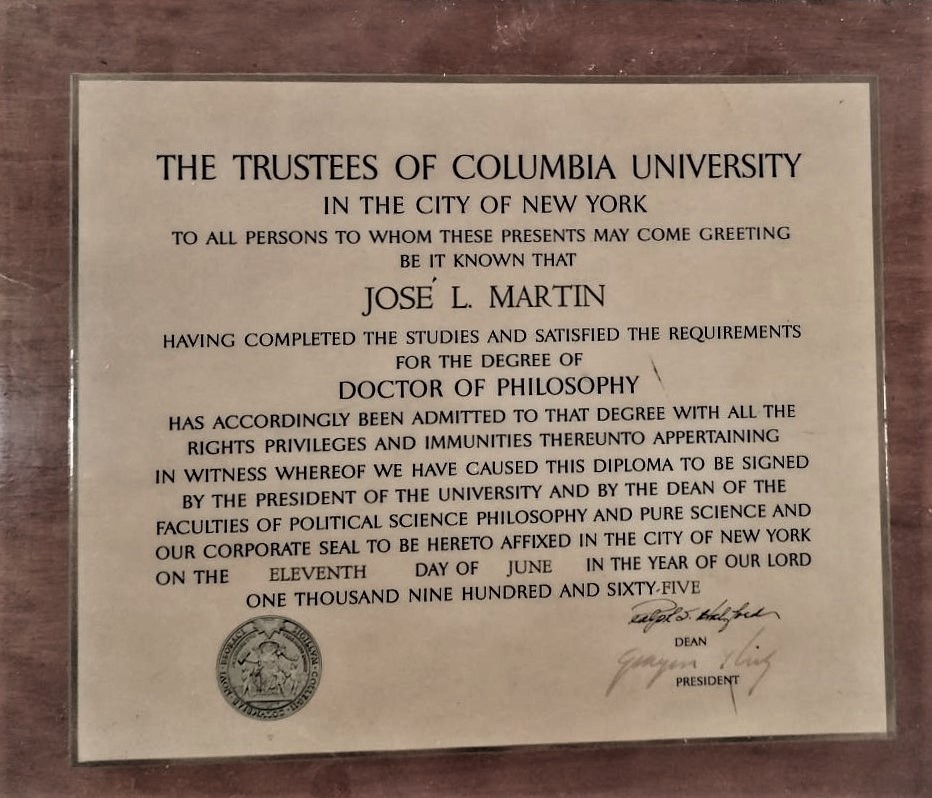 THE TRUSTEES OF COLUMBIA UNIVERSITY
IN THE CITY OF NEW YORK
TO ALL PERSONS TO WHOM THESE PRESENTS MAY COME GREETING
BE IT KNOWN THAT
JOSÉ L. MARTIN
HAVING COMPLETED THE STUDIES AND SATISFIED THE REQUIREMENTS
FOR THE DEGREE OF
DOCTOR OF PHILOSOPHY
HAS ACCORDINGLY BEEN ADMITTED TO THAT DEGREE WITH ALL THE
RIGHTS PRIVILEGES AND IMMUNITIES THEREUNTO APPERTAINING
IN WITNESS WHEREOF WE HAVE CAUSED THIS DIPLOMA TO BE SIGNED
BY THE PRESIDENT OF THE UNIVERSITY AND BY THE DEAN OF THE
FACULTIES OF POLITICAL SCIENCE PHILOSOPHY AND PURE SCIENCE AND
OUR CORPORATE SEAL TO BE HERETO AFFIXED IN THE CITY OF NEW YORK
ON THE ELEVENTH DAY OF JUNE IN THE YEAR OF OUR LORD
ONE THOUSAND NINE HUNDRED AND SIXTY-FIVE
DEAN
PRESIDENT